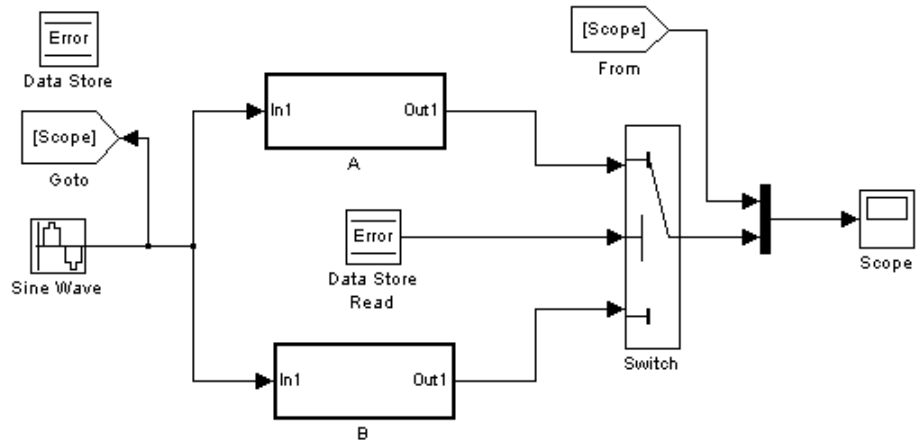 Error
Data Store
[Scope]
From
In1
Out1
A
[Scope]
Goto
Sine Wave
Error
Data Store
Read
Scope
Switch
In1
Out1
B